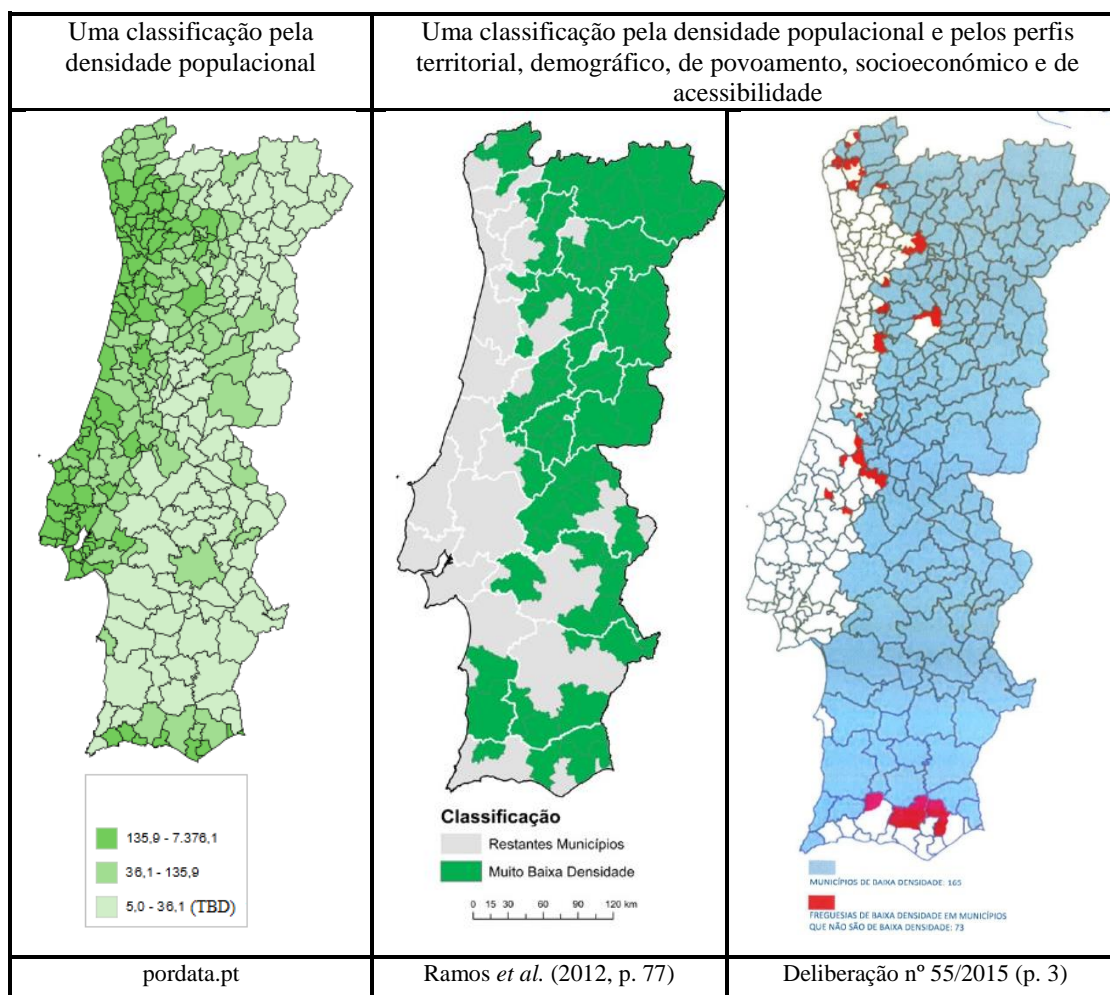 Uma classificação pela
densidade populacional
Uma classificação pela densidade populacional e pelos perfis
territorial, demográfico, de povoamento, socioeconómico e de
acessibilidade
135,9 - 7.376,1
36,1 - 135,9
5,0 - 36,1 (TBD)
Classificação
Restantes Municípios
Muito Baixa Densidade
0 15 30 60 90 120 km
MUNICÍPIOS DE BAIXA DENSIDADE: 165
FREGUESIAS DE BAIXA DENSIDADE EM MUNICÍPIOS
QUE NÃO SÃO DE BAIXA DENSIDADE: 73
pordata.pt
Ramos et al. (2012, p. 77)
Deliberação nº 55/2015 (p. 3)